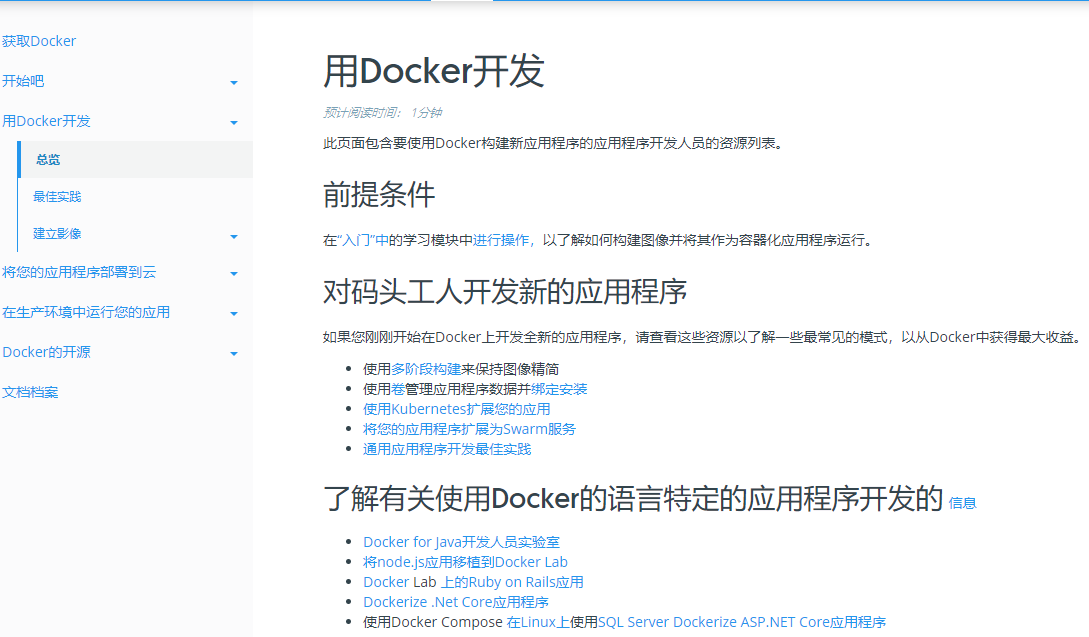 获取Docker
开始吧
用Docker开发
总览
最佳实践
建立影像
将您的应用程序部署到云
在生产环境中运行您的应用
Docker的开源
文档档案
用Docker开发
预计阅读时间： 1分钟
此页面包含要使用Docker构建新应用程序的应用程序开发人员的资源列表。
前提条件
在“入门”中的学习模块中进行操作，以了解如何构建图像并将其作为容器化应用程序运行。
对码头工人开发新的应用程序
如果您刚刚开始在Docker上开发全新的应用程序，请查看这些资源以了解一些最常见的模式，以从Docker中获得最大收益。
使用多阶段构建来保持图像精简
使用卷管理应用程序数据并绑定安装
使用Kubernetes扩展您的应用
将您的应用程序扩展为Swarm服务
通用应用程序开发最佳实践
了解有关使用Docker的语言特定的应用程序开发的 信息
Docker for Java开发人员实验室
将node.js应用移植到Docker Lab
Docker Lab 上的Ruby on Rails应用
Dockerize .Net Core应用程序
使用Docker Compose 在Linux上使用SQL Server Dockerize ASP.NET Core应用程序